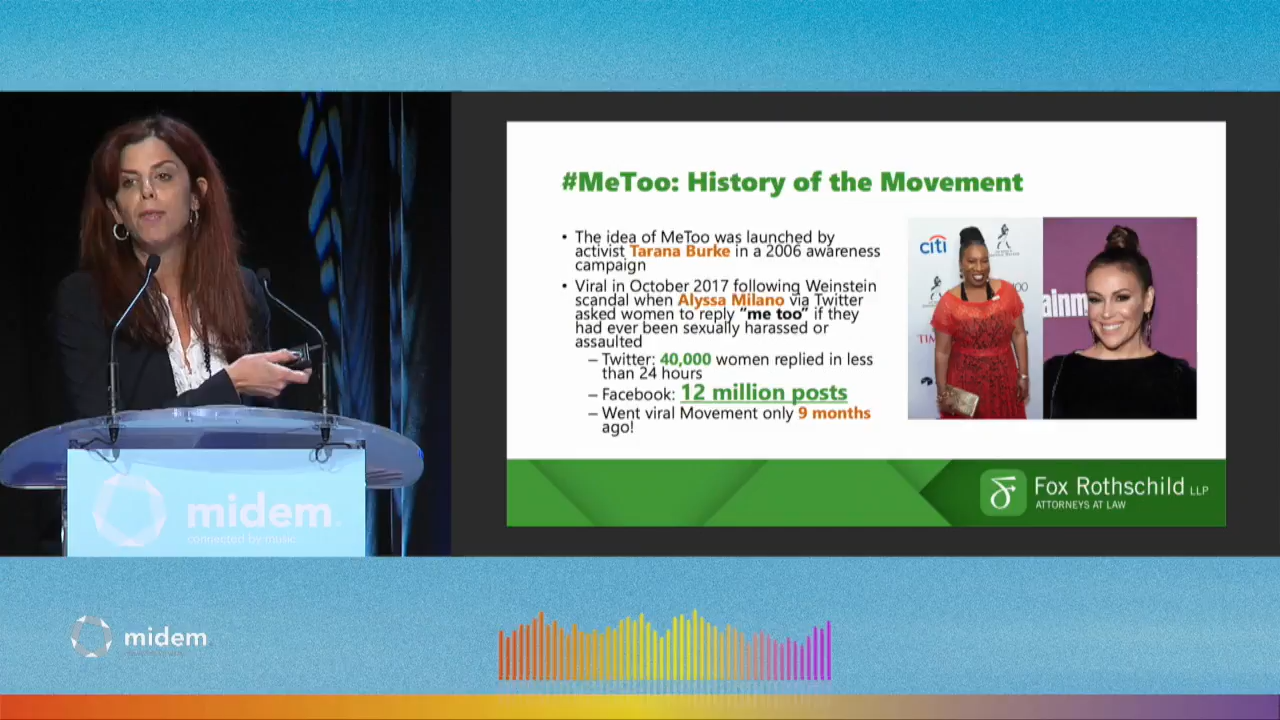 #MeToo: History of the Movement
• The idea of MeToo was launched by
activist Tarana Burke in a 2006 awareness
campaign
• Viral in October 2017 following Weinstein
scandal when Alyssa Milano via Twitter
asked women to reply "me too" if they
had ever been sexually harassed or
assaulted
– Twitter: 40,000 women replied in less
than 24 hours
– Facebook: 12 million posts
– Went viral Movement only 9 months
ago!
citi
TIM
100
tainm
Fox Rothschild LLP
ATTORNEYS AT LAW
midem
connected by music
midem